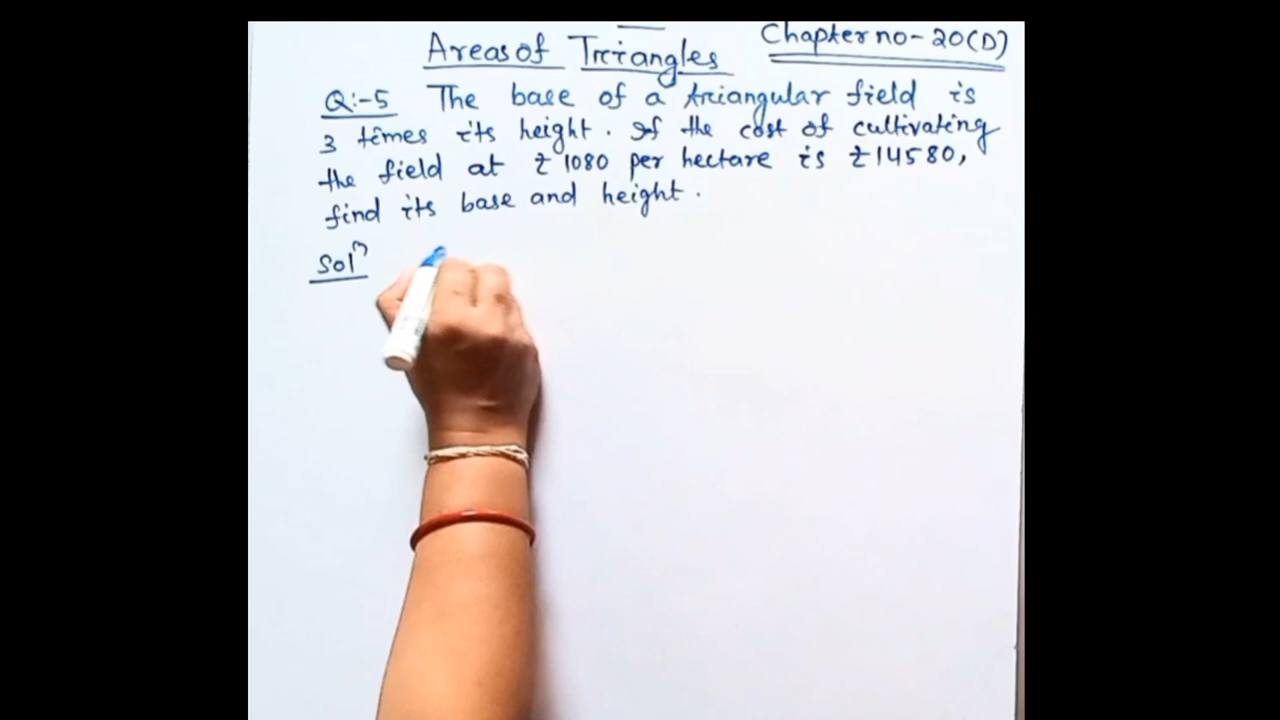 Areas of Triangles Chapter no - 20(D)
Q:-5 The base of a triangular field is
3 times its height. If the cost of cultivating
the field at ₹1080 per hectare is ₹14580,
find its base and height.
Solⁿ